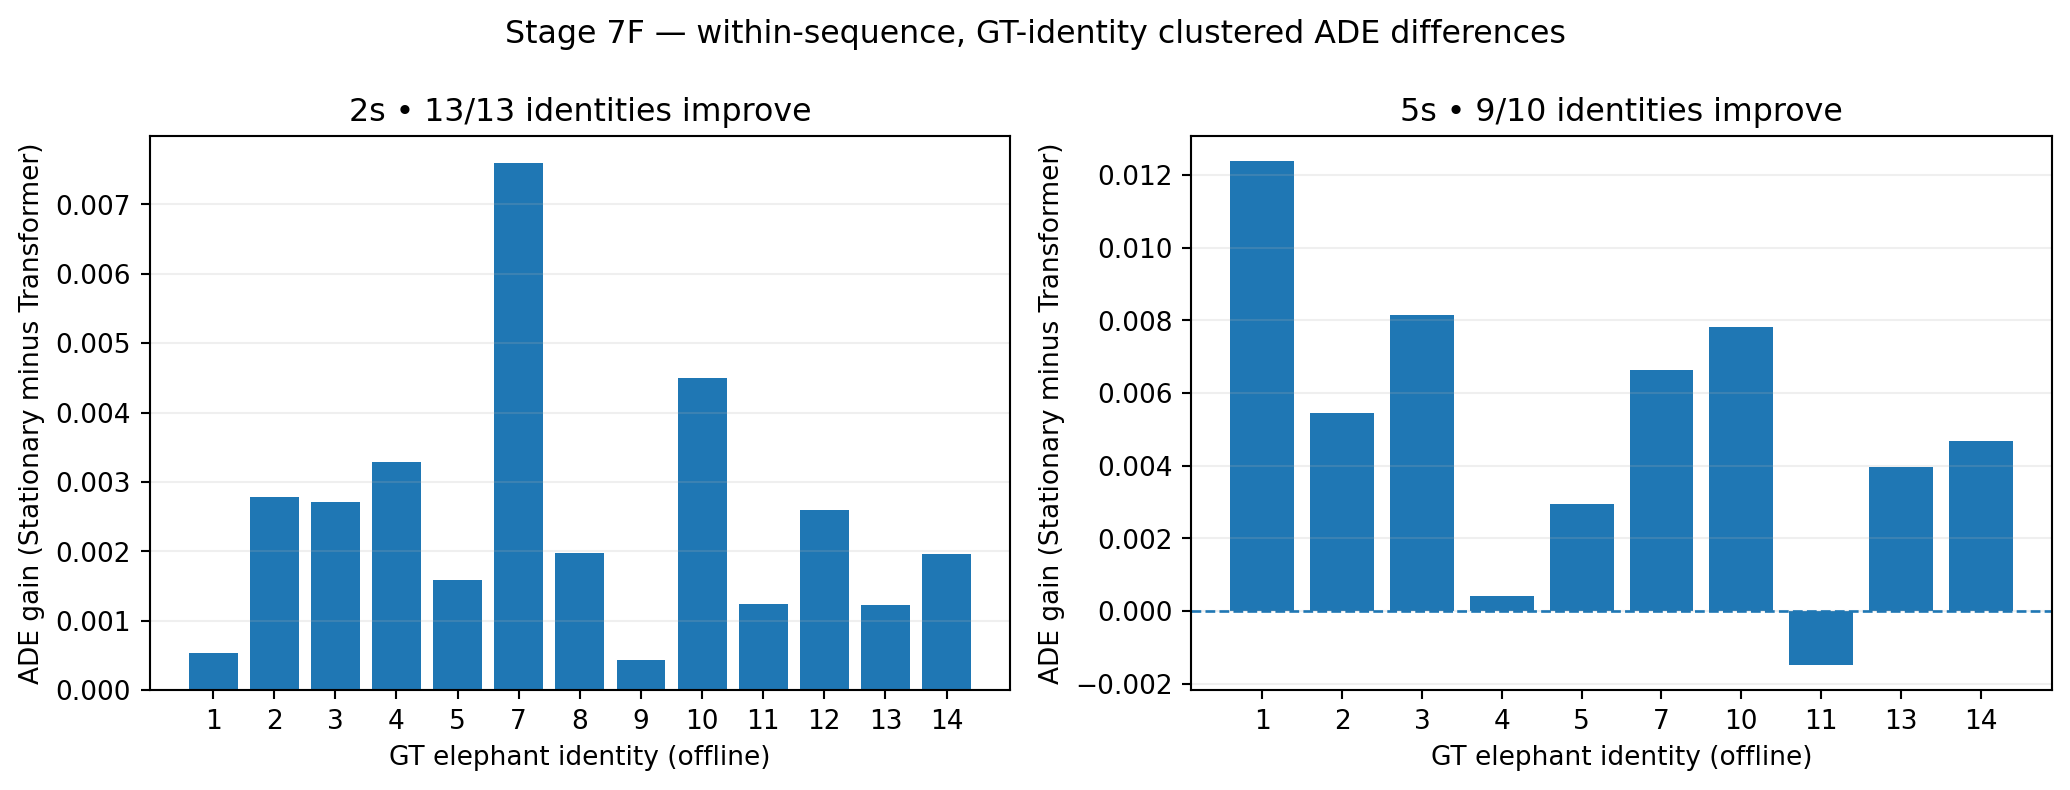 Stage 7F — within-sequence, GT-identity clustered ADE differences
2s • 13/13 identities improve
ADE gain (Stationary minus Transformer)
0.007
0.006
0.005
0.004
0.003
0.002
0.001
0.000
1 2 3 4 5 7 8 9 10 11 12 13 14
GT elephant identity (offline)
5s • 9/10 identities improve
ADE gain (Stationary minus Transformer)
0.012
0.010
0.008
0.006
0.004
0.002
0.000
−0.002
1 2 3 4 5 7 10 11 13 14
GT elephant identity (offline)